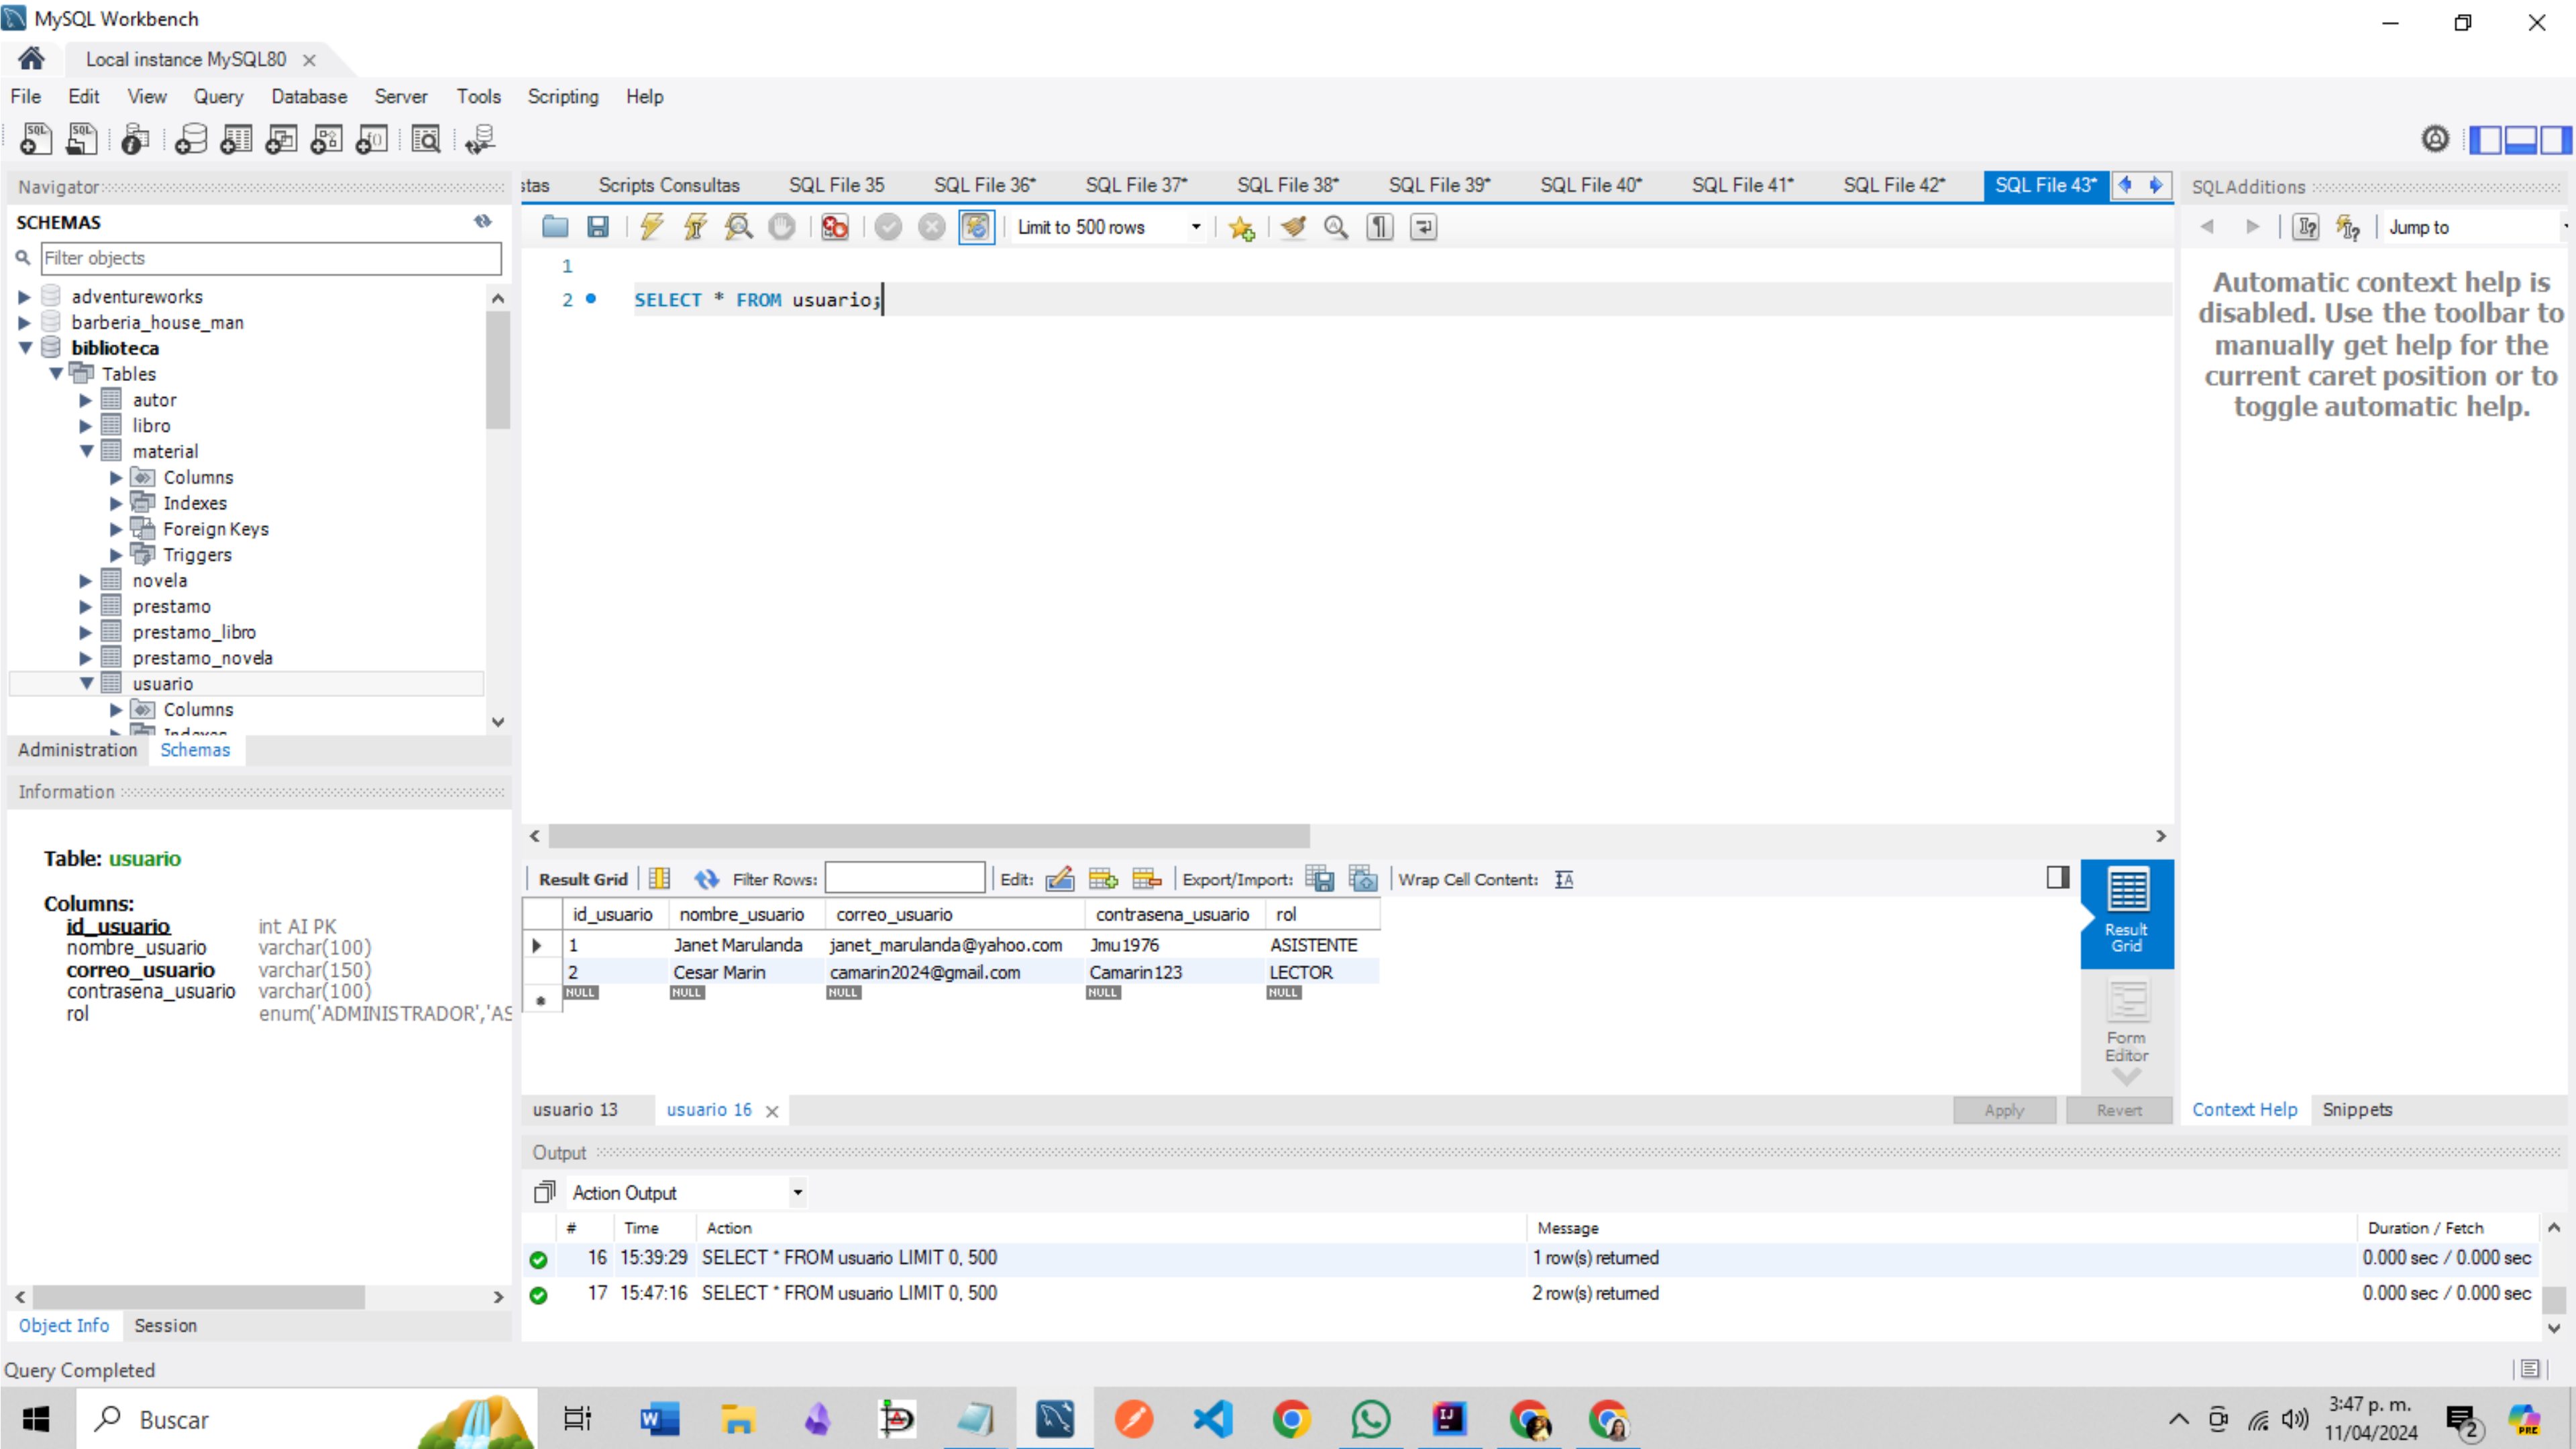 MySQL Workbench
Local instance MySQL80
File Edit View Query Database Server Tools Scripting Help
Navigator
SCHEMAS
Filter objects
adventureworks
barberia_house_man
biblioteca
Tables
autor
libro
material
Columns
Indexes
Foreign Keys
Triggers
novela
prestamo
prestamo_libro
prestamo_novela
usuario
Columns
Indexes
Administration Schemas
Information
Table: usuario
Columns:
id_usuario int AI PK
nombre_usuario varchar(100)
correo_usuario varchar(150)
contrasena_usuario varchar(100)
rol enum('ADMINISTRADOR','AS
Object Info Session
Query Completed
stas Scripts Consultas SQL File 35 SQL File 36* SQL File 37* SQL File 38* SQL File 39* SQL File 40* SQL File 41* SQL File 42* SQL File 43*
Limit to 500 rows
1
2 SELECT * FROM usuario;
Result Grid Filter Rows: Edit: Export/Import: Wrap Cell Content:
id_usuario nombre_usuario correo_usuario contrasena_usuario rol
1 Janet Marulanda janet_marulanda@yahoo.com Jmu1976 ASISTENTE
2 Cesar Marin camarin2024@gmail.com Camarin123 LECTOR
NULL NULL NULL NULL NULL
Result
Grid
Form
Editor
usuario 13 usuario 16 Apply Revert
Output
Action Output
# Time Action Message Duration / Fetch
16 15:39:29 SELECT * FROM usuario LIMIT 0, 500 1 row(s) returned 0.000 sec / 0.000 sec
17 15:47:16 SELECT * FROM usuario LIMIT 0, 500 2 row(s) returned 0.000 sec / 0.000 sec
SQLAdditions
Jump to
Automatic context help is
disabled. Use the toolbar to
manually get help for the
current caret position or to
toggle automatic help.
Context Help Snippets
Buscar
3:47 p. m.
11/04/2024
2
PRE